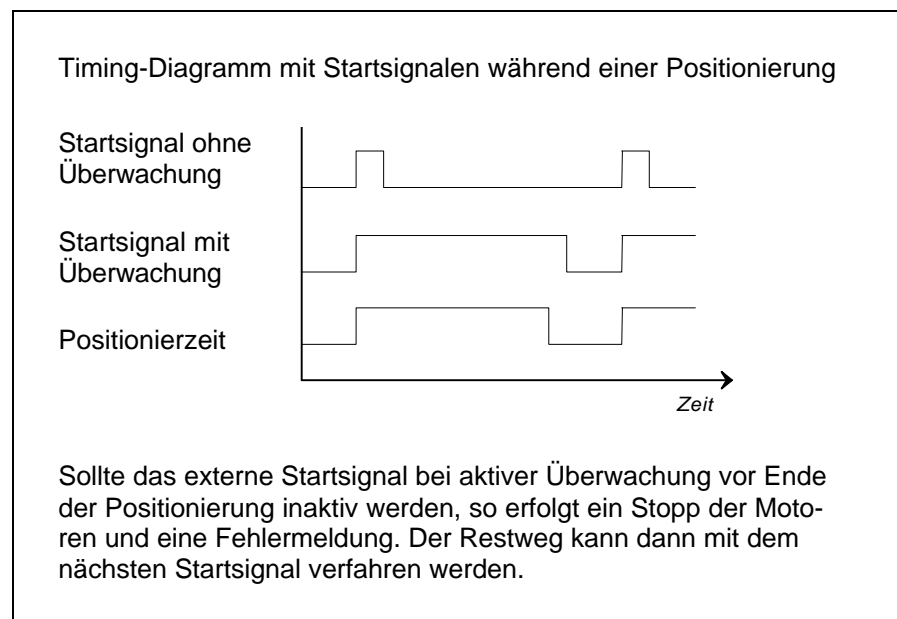 Timing-Diagramm mit Startsignalen während einer Positionierung
Startsignal ohne
Überwachung
Startsignal mit
Überwachung
Positionierzeit
Zeit
Sollte das externe Startsignal bei aktiver Überwachung vor Ende
der Positionierung inaktiv werden, so erfolgt ein Stopp der Moto-
ren und eine Fehlermeldung. Der Restweg kann dann mit dem
nächsten Startsignal verfahren werden.